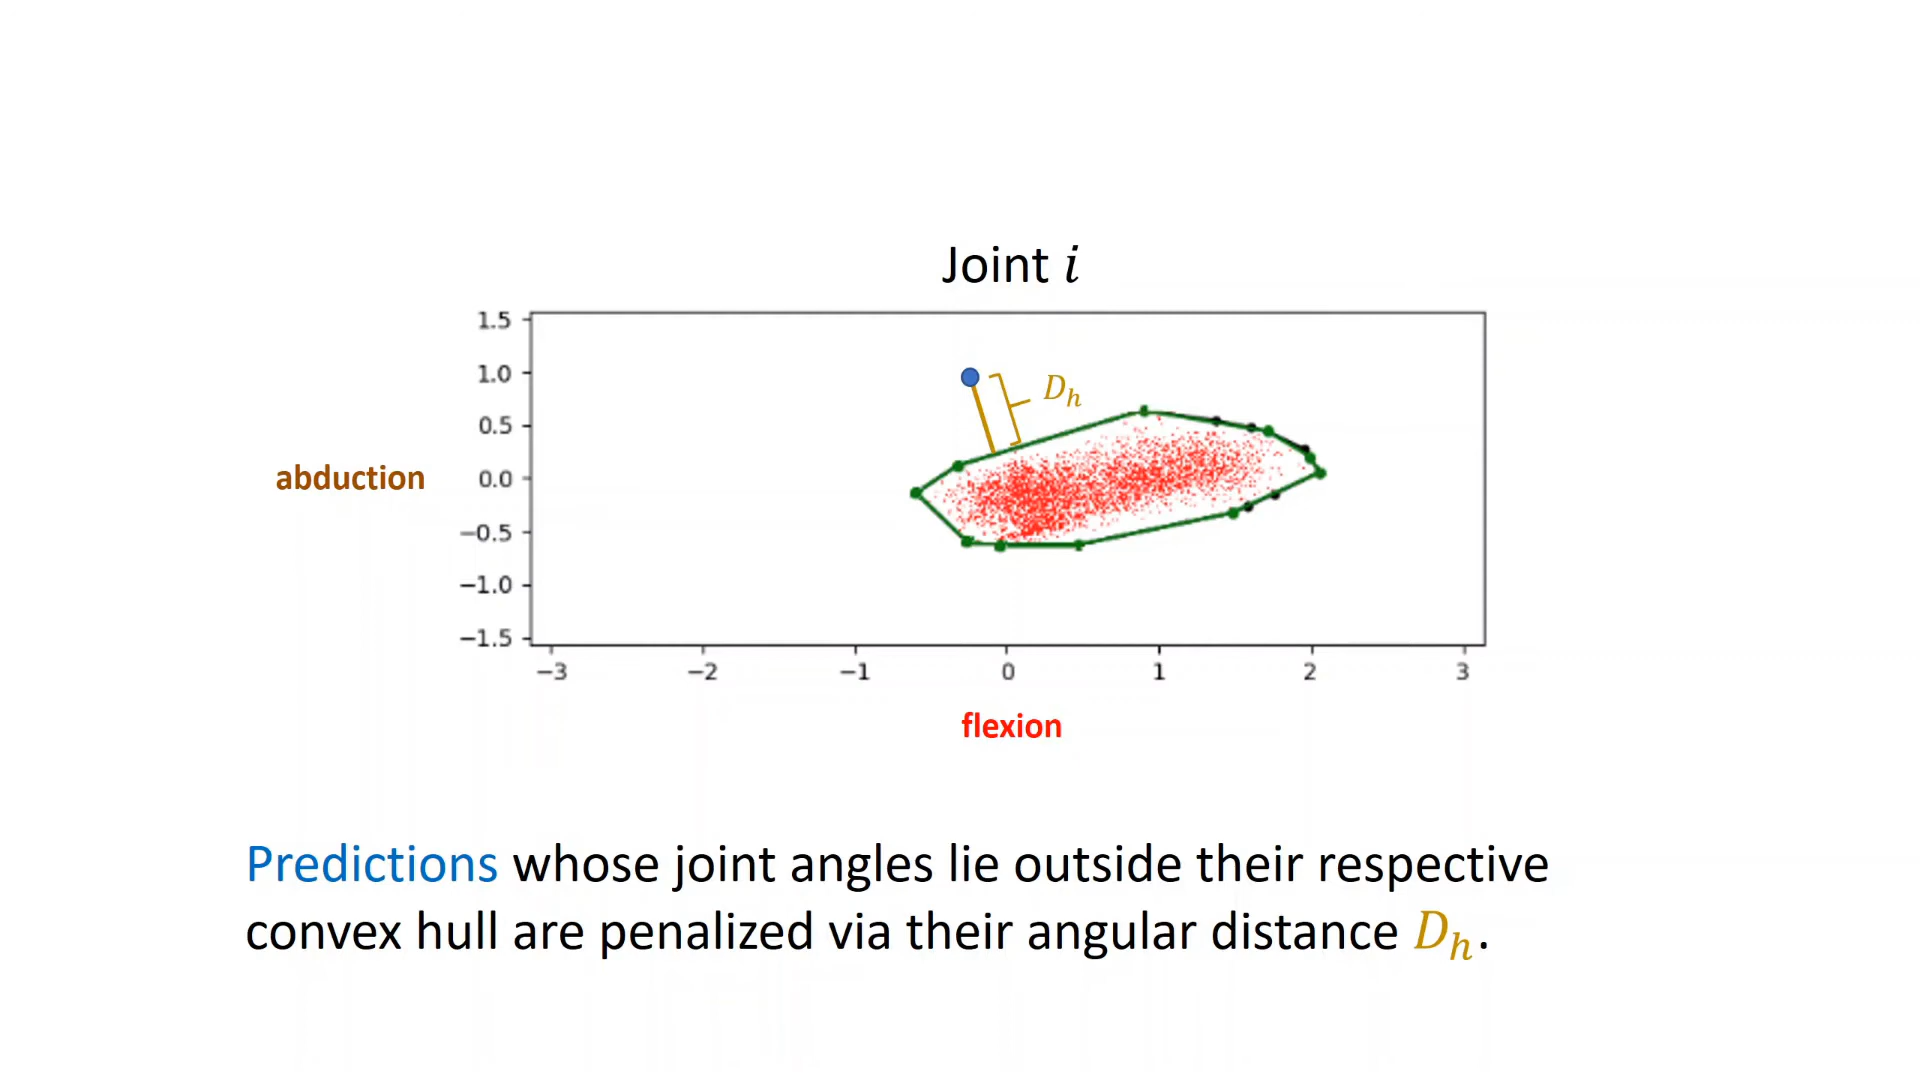 Joint i
1.5
1.0
D_h
0.5
abduction
0.0
−0.5
−1.0
−1.5
−3 −2 −1 0 1 2 3
flexion
Predictions whose joint angles lie outside their respective
convex hull are penalized via their angular distance D_h.